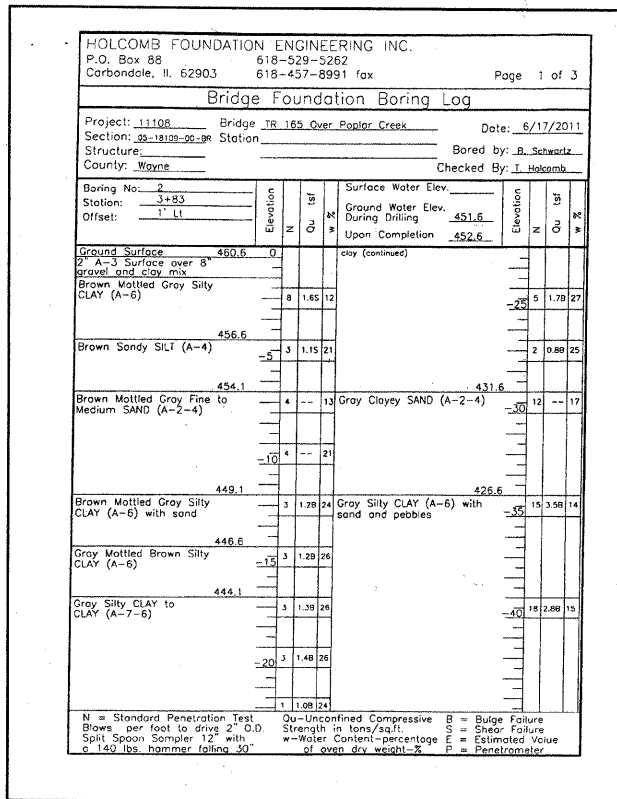 HOLCOMB FOUNDATION ENGINEERING INC.
P.O. Box 88 618-529-5262
Carbondale, Il. 62903 618-457-8991 fax Page 1 of 3
Bridge Foundation Boring Log
Project: 11108 Bridge TR 165 Over Poplar Creek Date: 6/17/2011
Section: 05-18109-00-BR Station
Structure: Bored by: B. Schwartz
County: Wayne Checked By: T. Holcomb
Boring No: 2
Station: 3+83
Offset: 1' Lt
Elevation N Qu tsf w %
Surface Water Elev.
Ground Water Elev.
During Drilling 451.6
Upon Completion 452.6
Elevation N Qu tsf w %
Ground Surface 460.6 0
2" A-3 Surface over 8"
gravel and clay mix
Brown Mottled Gray Silty
CLAY (A-6)
8 1.6S 12
456.6
Brown Sandy SILT (A-4)
-5 3 1.1S 21
454.1
Brown Mottled Gray Fine to
Medium SAND (A-2-4)
4 -- 13
-10 4 -- 21
449.1
Brown Mottled Gray Silty
CLAY (A-6) with sand
3 1.2B 24
446.6
Gray Mottled Brown Silty
CLAY (A-6)
-15 3 1.2B 26
444.1
Gray Silty CLAY to
CLAY (A-7-6)
3 1.3B 26
-20 3 1.4B 26
1 1.0B 24
clay (continued)
-25 5 1.7B 27
2 0.8B 25
431.6
Gray Clayey SAND (A-2-4)
-30 12 -- 17
426.6
Gray Silty CLAY (A-6) with
sand and pebbles
-35 15 3.5B 14
-40 18 2.8B 15
N = Standard Penetration Test
Blows per foot to drive 2" O.D.
Split Spoon Sampler 12" with
a 140 lbs. hammer falling 30"
Qu-Unconfined Compressive
Strength in tons/sq.ft.
w-Water Content-percentage
of oven dry weight-%
B = Bulge Failure
S = Shear Failure
E = Estimated Value
P = Penetrometer